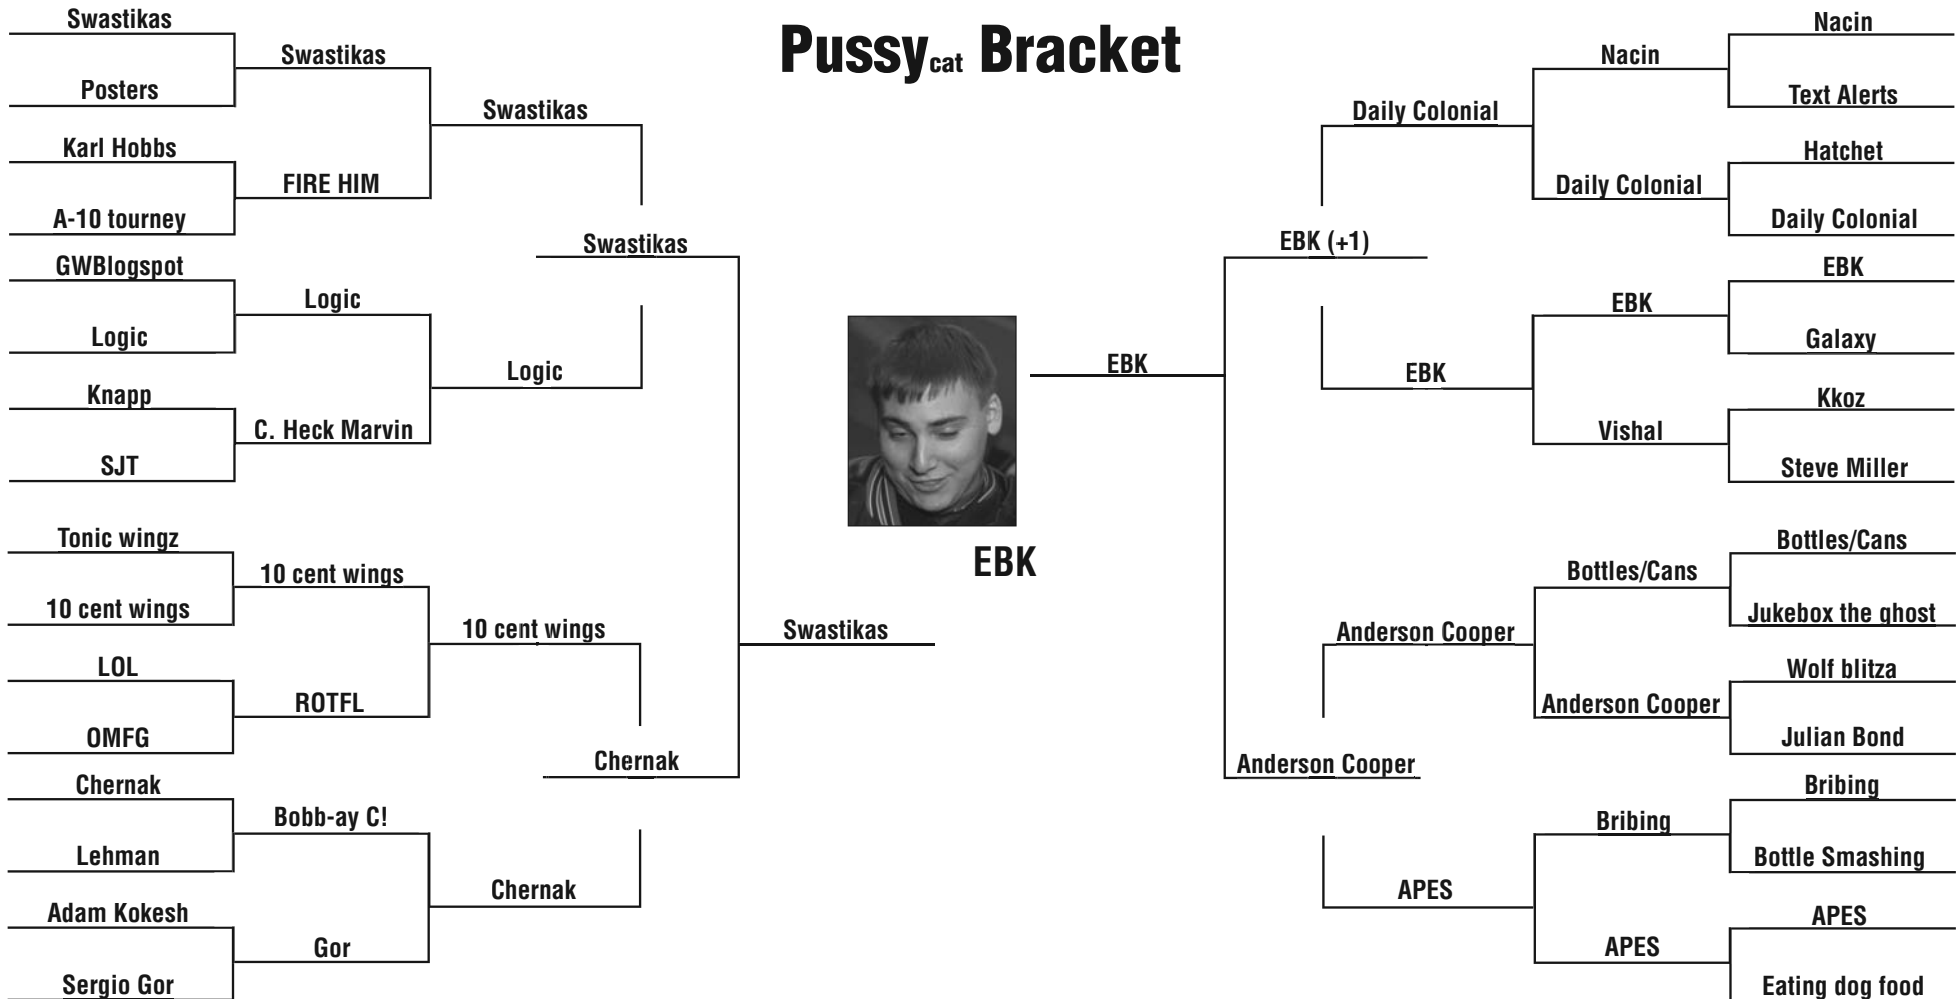 Pussycat Bracket
Swastikas
Posters
Karl Hobbs
A-10 tourney
GWBlogspot
Logic
Knapp
SJT
Tonic wingz
10 cent wings
LOL
OMFG
Chernak
Lehman
Adam Kokesh
Sergio Gor
Swastikas
FIRE HIM
Logic
C. Heck Marvin
10 cent wings
ROTFL
Bobb-ay C!
Gor
Swastikas
Logic
10 cent wings
Chernak
Swastikas
Chernak
Swastikas
EBK
EBK
EBK (+1)
Anderson Cooper
Daily Colonial
EBK
Anderson Cooper
APES
Nacin
Daily Colonial
EBK
Vishal
Bottles/Cans
Anderson Cooper
Bribing
APES
Nacin
Text Alerts
Hatchet
Daily Colonial
EBK
Galaxy
Kkoz
Steve Miller
Bottles/Cans
Jukebox the ghost
Wolf blitza
Julian Bond
Bribing
Bottle Smashing
APES
Eating dog food